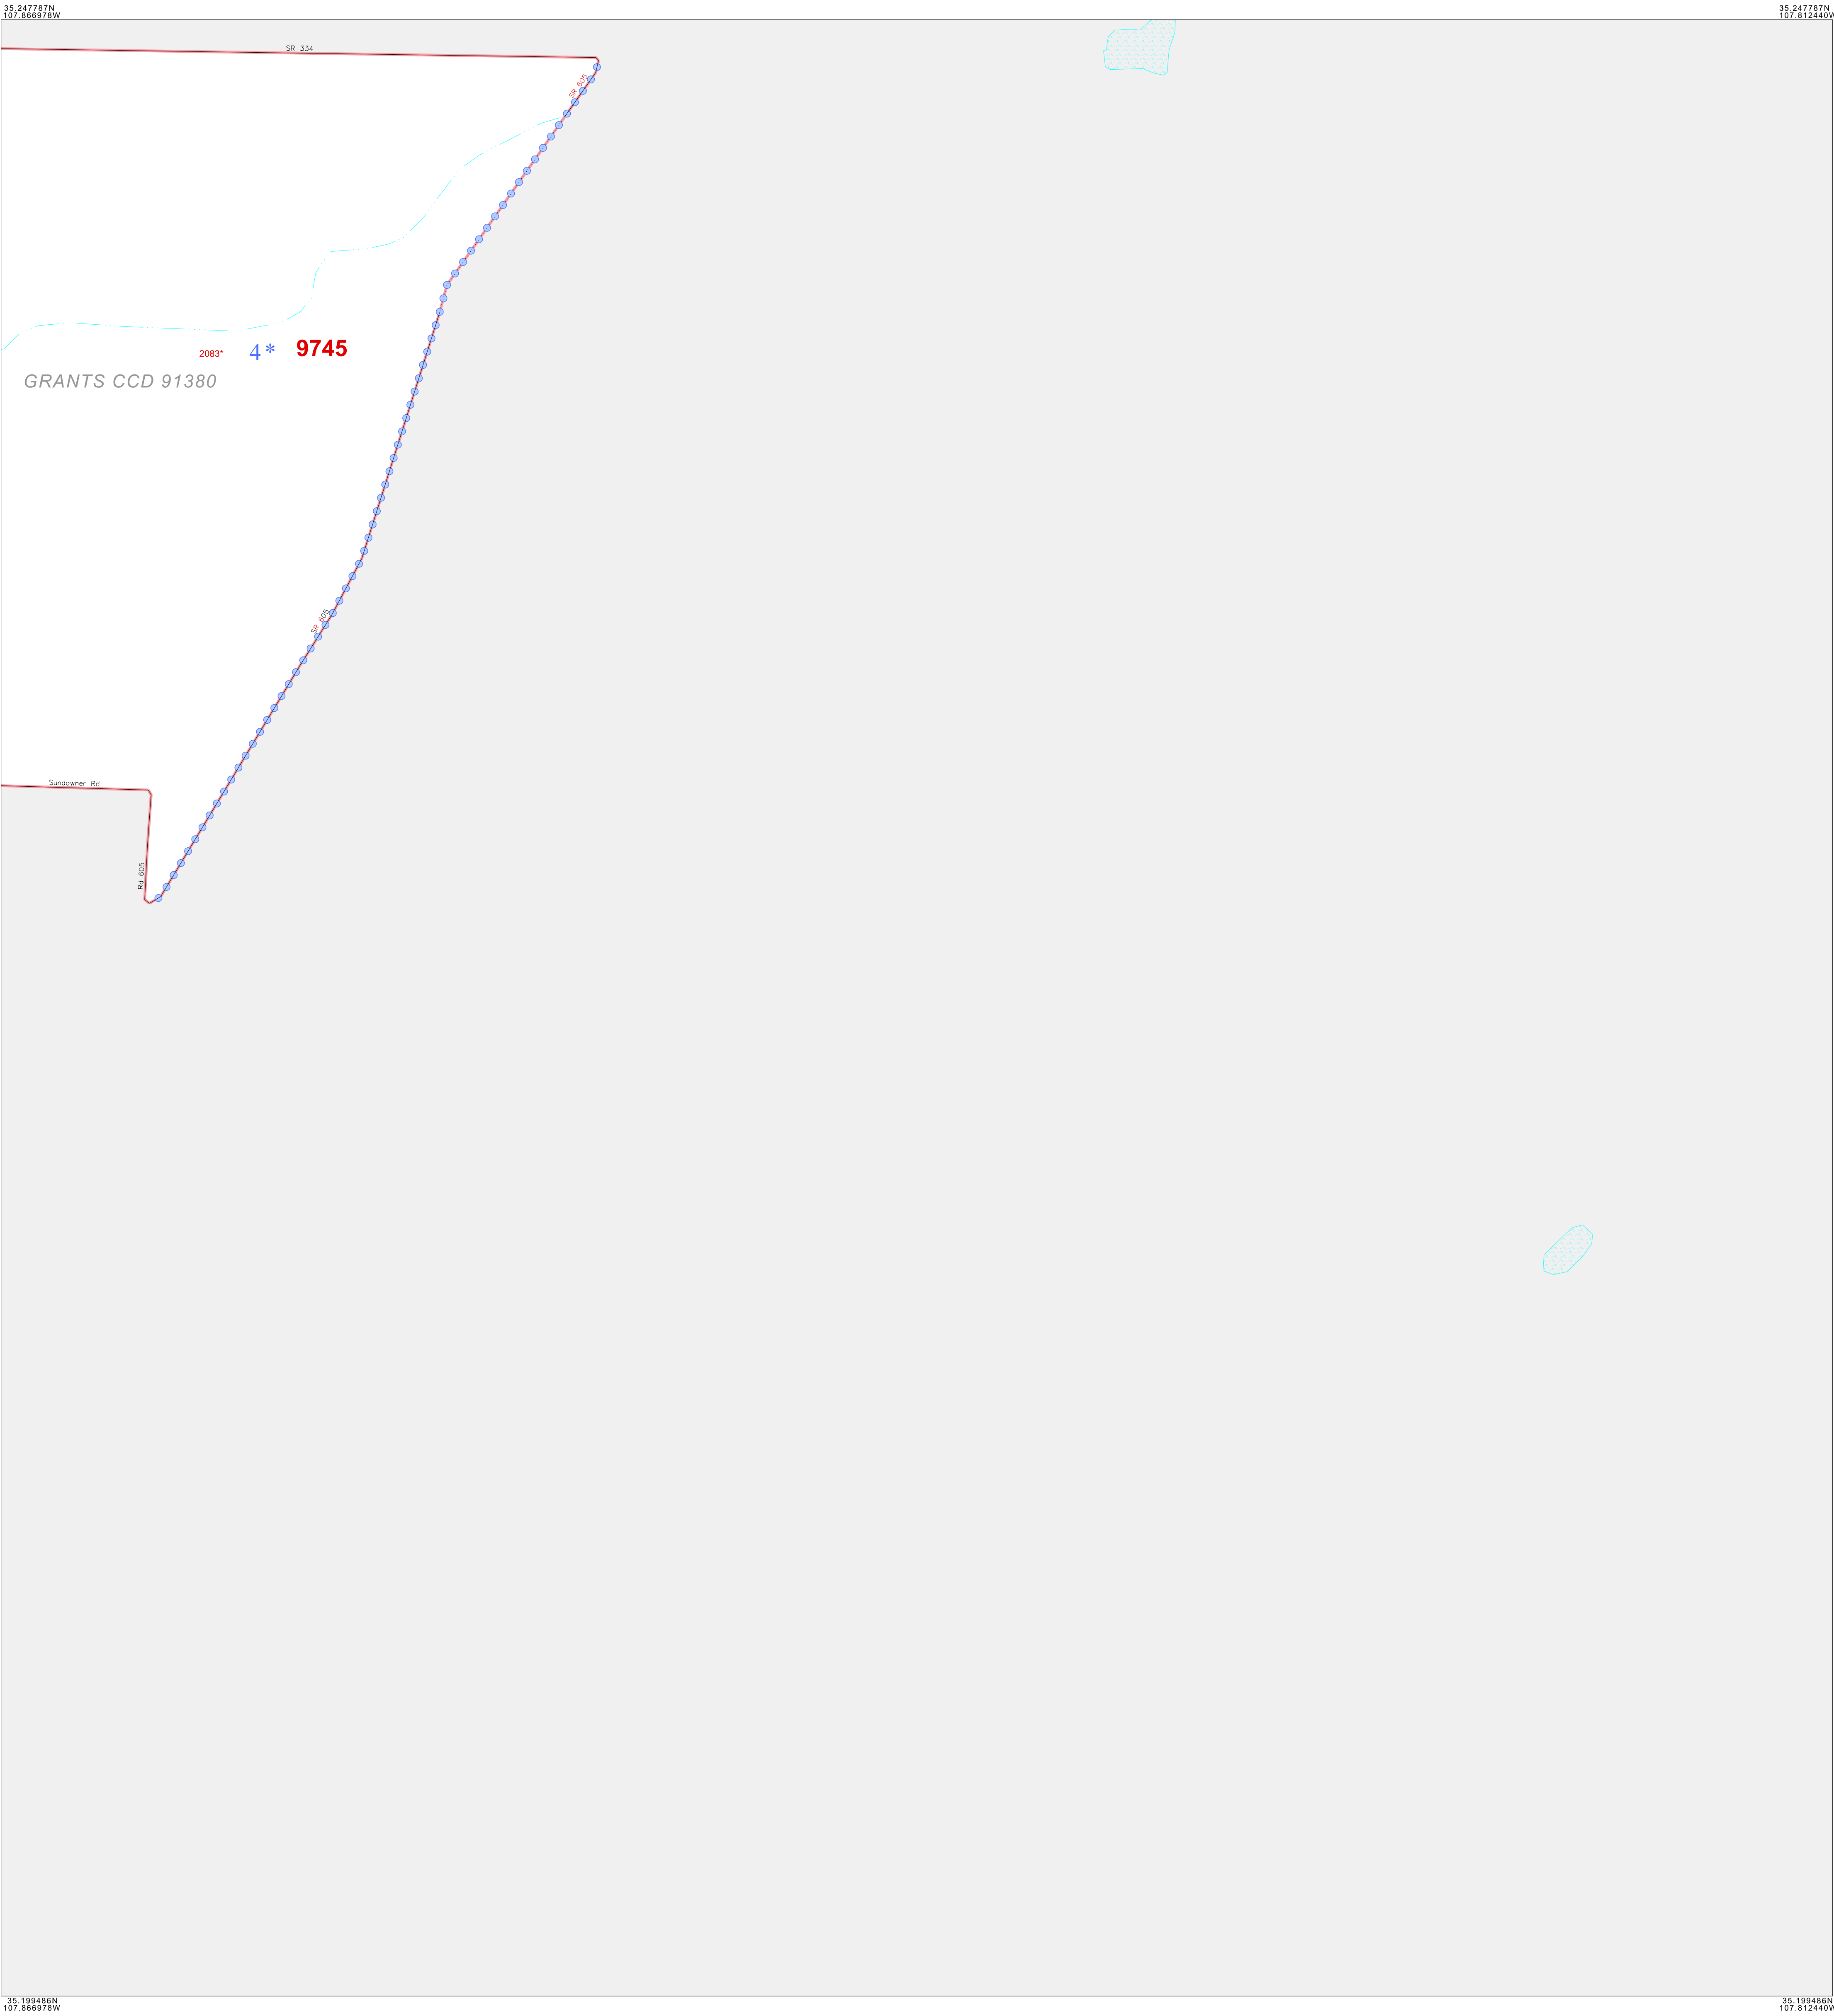 35.247787N
107.866978W
35.247787N
107.812440W
SR 334
SR 605
2083*
4 *
9745
GRANTS CCD 91380
SR 605
Sundowner Rd
Rd 605
35.199486N
107.866978W
35.199486N
107.812440W